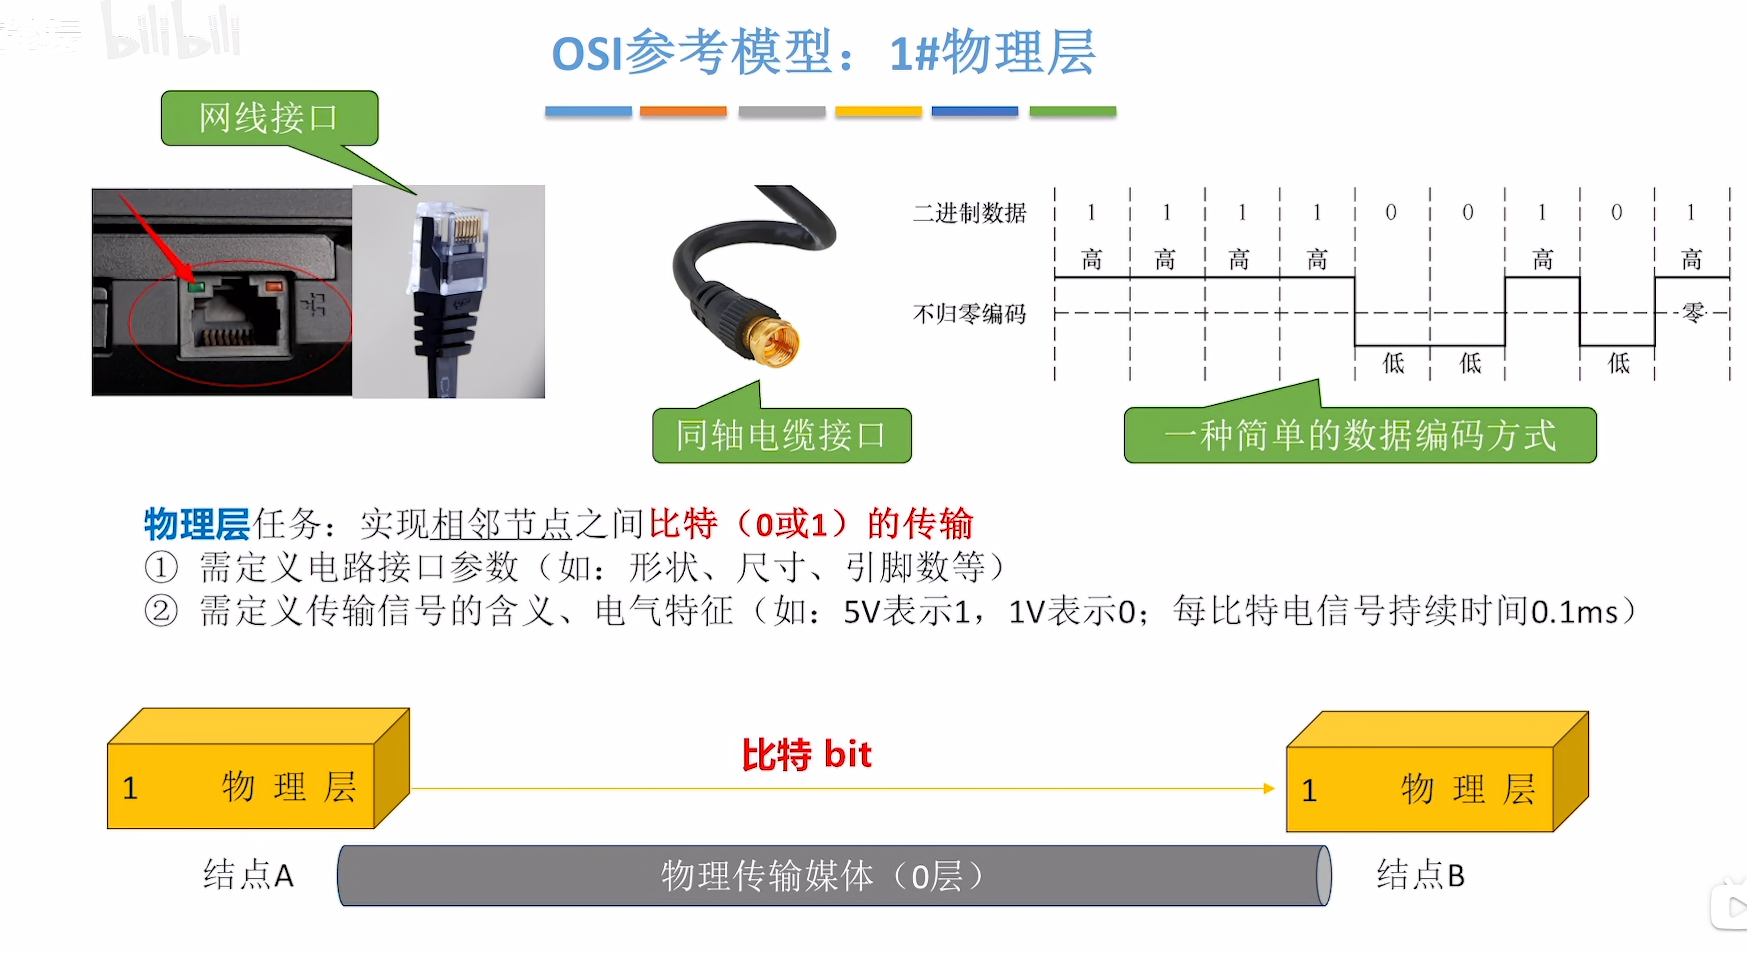 bilibili
OSI参考模型：1#物理层
网线接口
二进制数据 1 1 1 1 0 0 1 0 1
高 高 高 高 高 高
不归零编码 零
低 低 低
同轴电缆接口
一种简单的数据编码方式
物理层任务：实现相邻节点之间比特（0或1）的传输
① 需定义电路接口参数（如：形状、尺寸、引脚数等）
② 需定义传输信号的含义、电气特征（如：5V表示1，1V表示0；每比特电信号持续时间0.1ms）
比特 bit
1 物 理 层
1 物 理 层
结点A
物理传输媒体（0层）
结点B